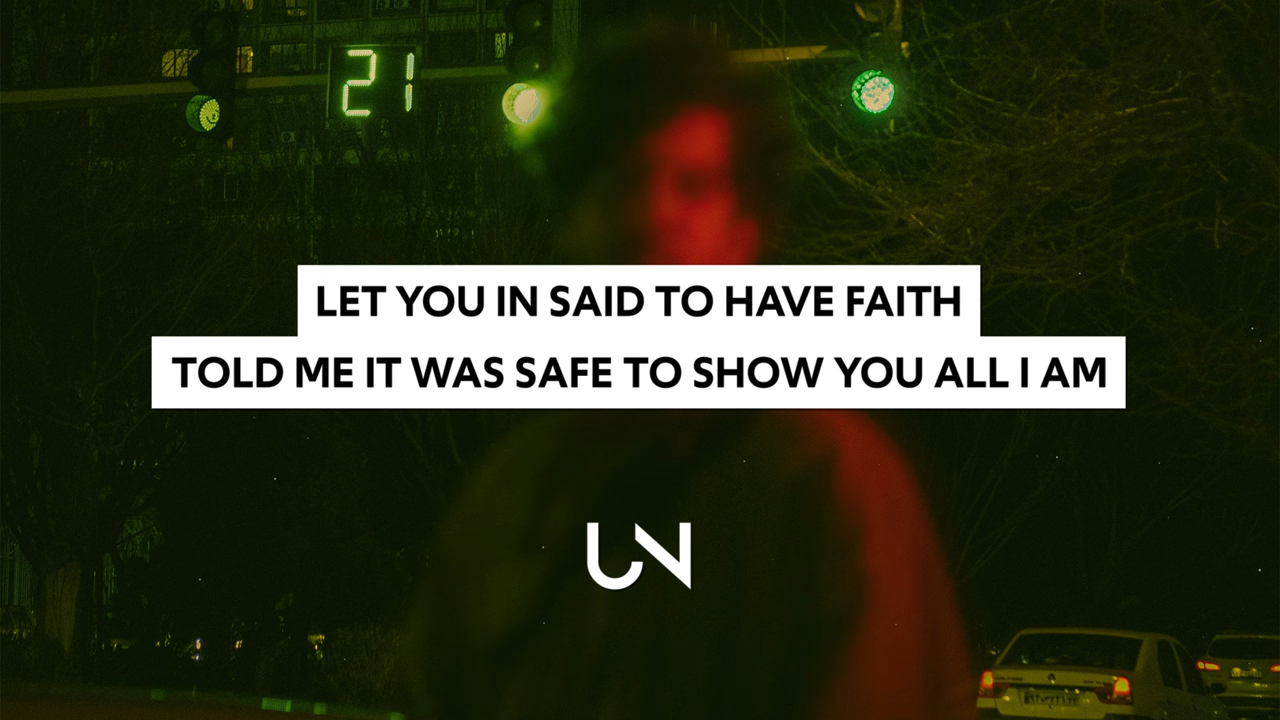 21
LET YOU IN SAID TO HAVE FAITH
TOLD ME IT WAS SAFE TO SHOW YOU ALL I AM
UN